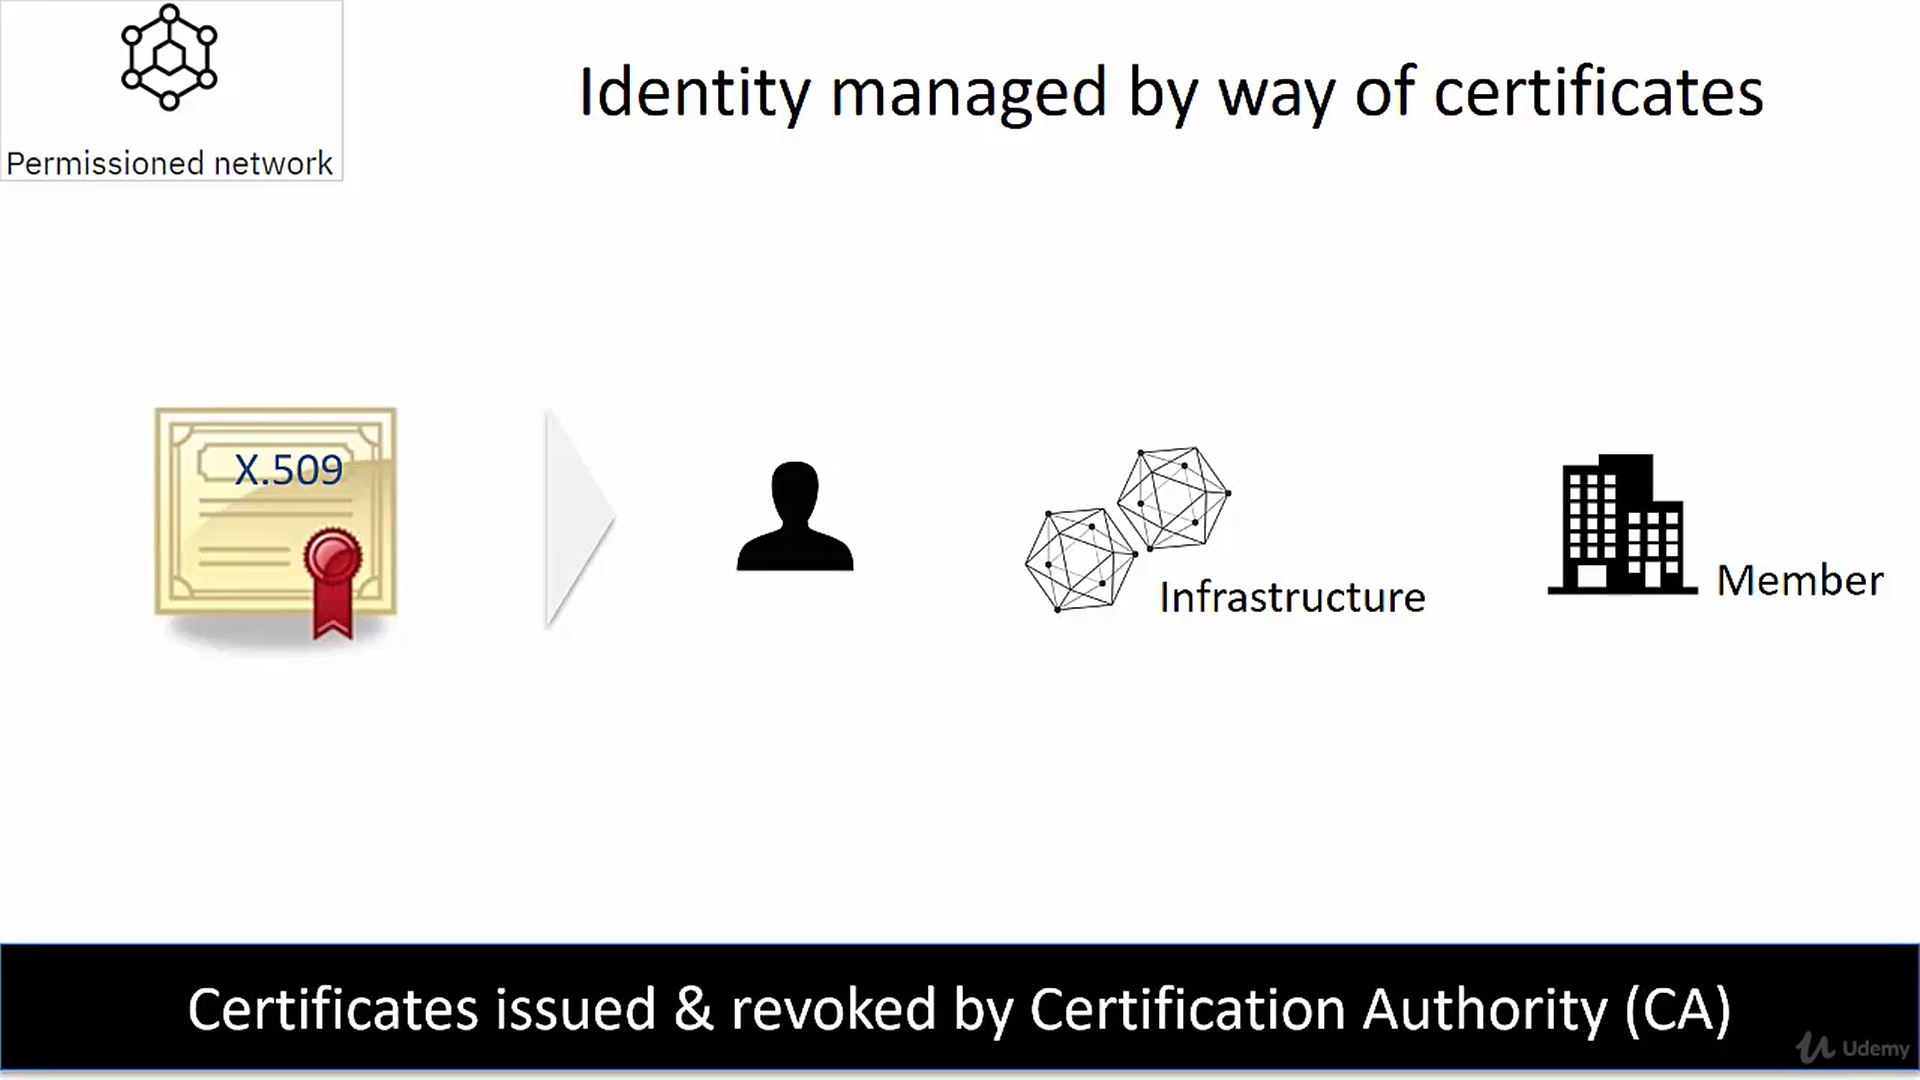 Permissioned network
Identity managed by way of certificates
X.509
Infrastructure
Member
Certificates issued & revoked by Certification Authority (CA)
Udemy